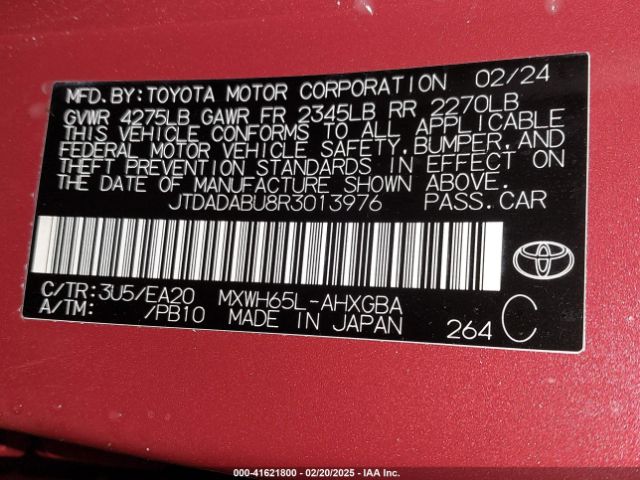 MFD.BY:TOYOTA MOTOR CORPORATION 02/24
GVWR 4275LB GAWR FR 2345LB RR 2270LB
THIS VEHICLE CONFORMS TO ALL APPLICABLE
FEDERAL MOTOR VEHICLE SAFETY,BUMPER,AND
THEFT PREVENTION STANDARDS IN EFFECT ON
THE DATE OF MANUFACTURE SHOWN ABOVE.
JTDADABU8R3013976 PASS.CAR
C/TR:3U5/EA20 MXWH65L-AHXGBA
A/TM: /PB10 MADE IN JAPAN 264 C
TOYOTA
000-41621800 — 02/20/2025 — IAA Inc.